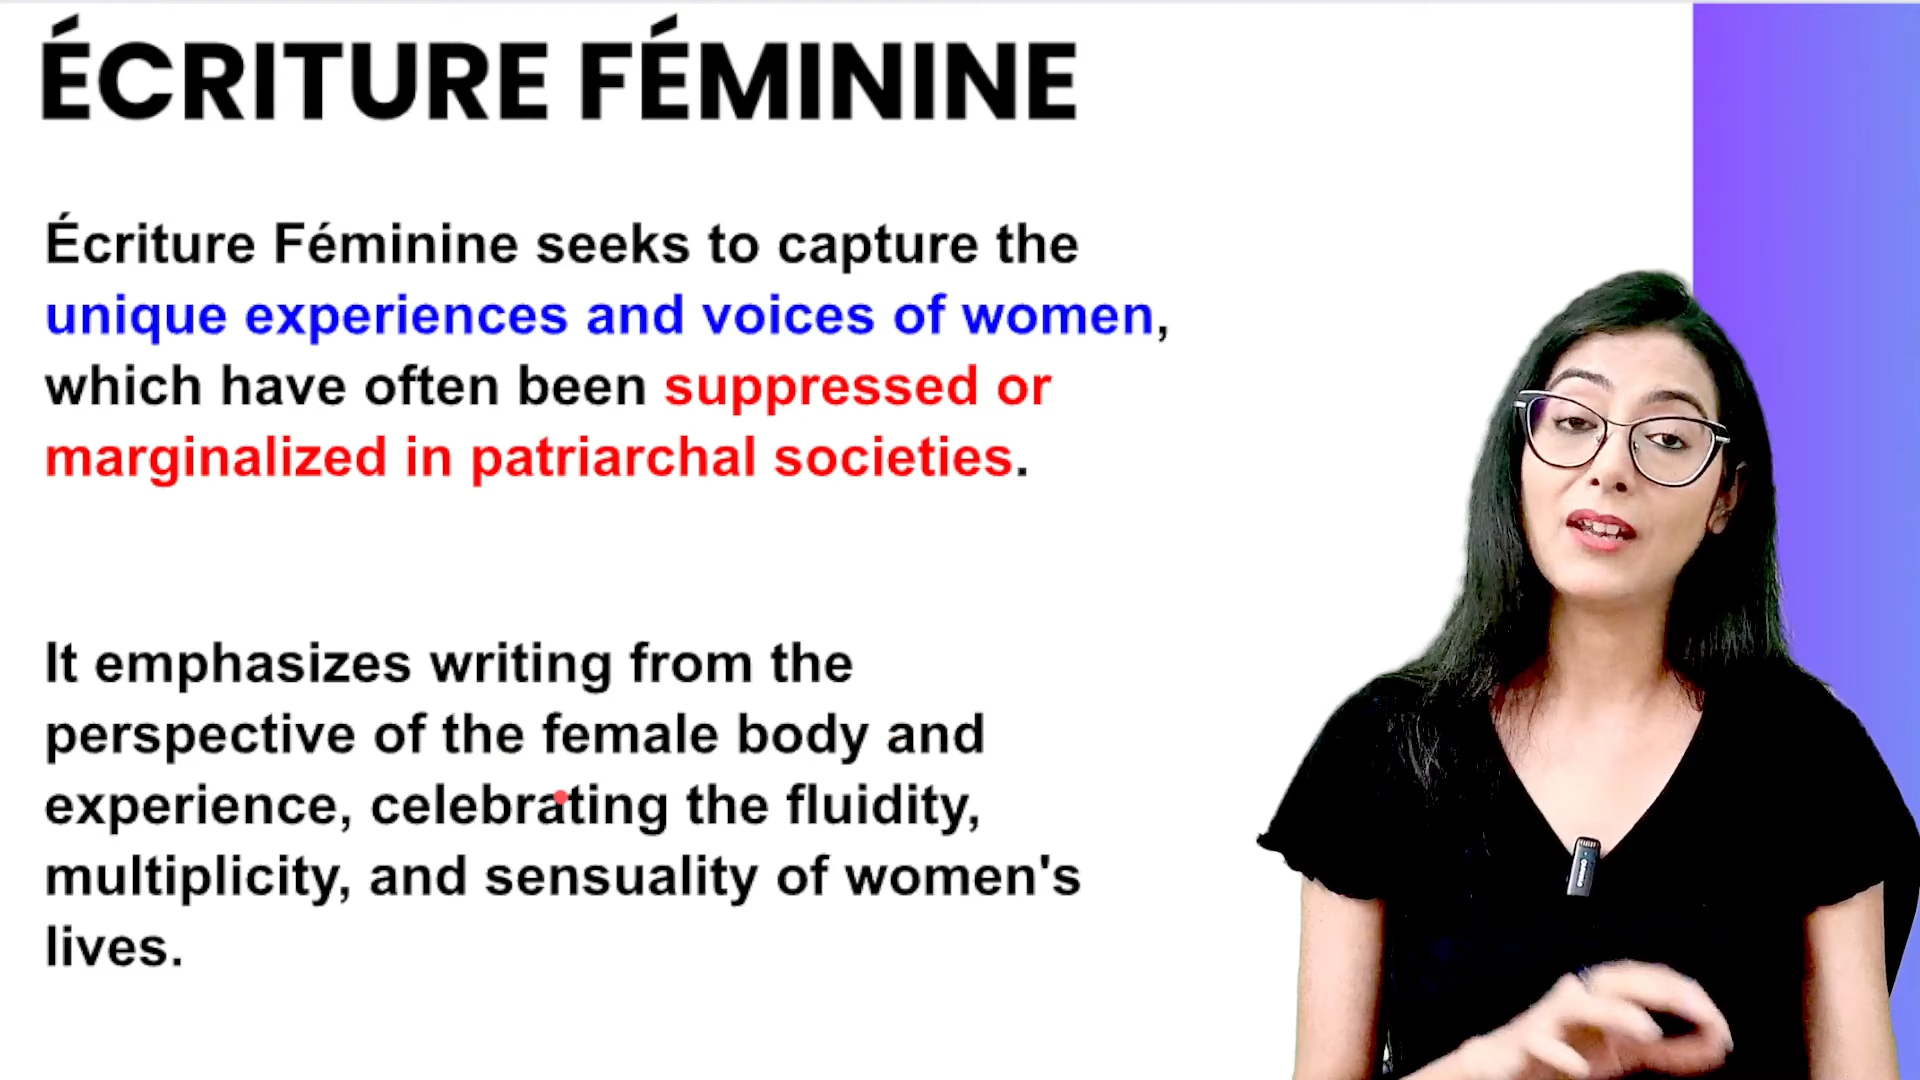 ÉCRITURE FÉMININE
Écriture Féminine seeks to capture the
unique experiences and voices of women,
which have often been suppressed or
marginalized in patriarchal societies.
It emphasizes writing from the
perspective of the female body and
experience, celebrating the fluidity,
multiplicity, and sensuality of women's
lives.